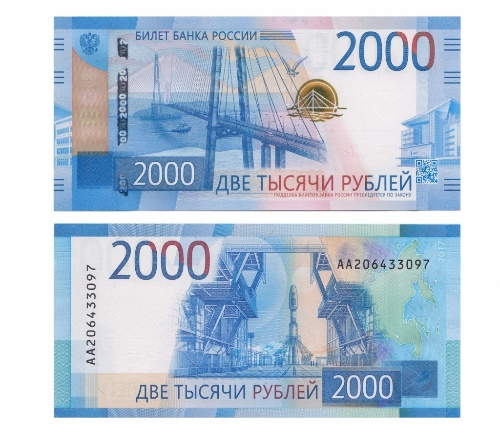 БИЛЕТ БАНКА РОССИИ
2000
2000
ДВЕ ТЫСЯЧИ РУБЛЕЙ
ПОДДЕЛКА БИЛЕТОВ БАНКА РОССИИ ПРЕСЛЕДУЕТСЯ ПО ЗАКОНУ
2000
АА206433097
2017
АА206433097
ДВЕ ТЫСЯЧИ РУБЛЕЙ
2000